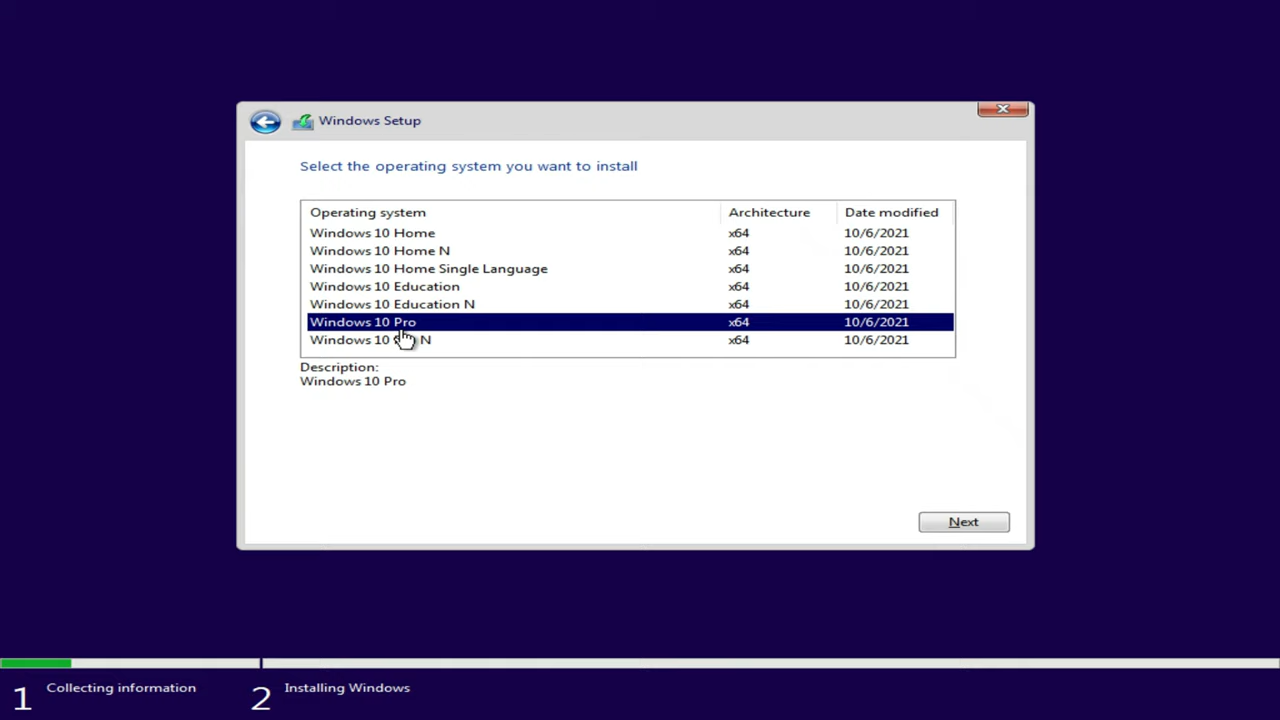 Windows Setup
Select the operating system you want to install
Operating system Architecture Date modified
Windows 10 Home x64 10/6/2021
Windows 10 Home N x64 10/6/2021
Windows 10 Home Single Language x64 10/6/2021
Windows 10 Education x64 10/6/2021
Windows 10 Education N x64 10/6/2021
Windows 10 Pro x64 10/6/2021
Windows 10 N x64 10/6/2021
Description:
Windows 10 Pro
Next
1 Collecting information 2 Installing Windows